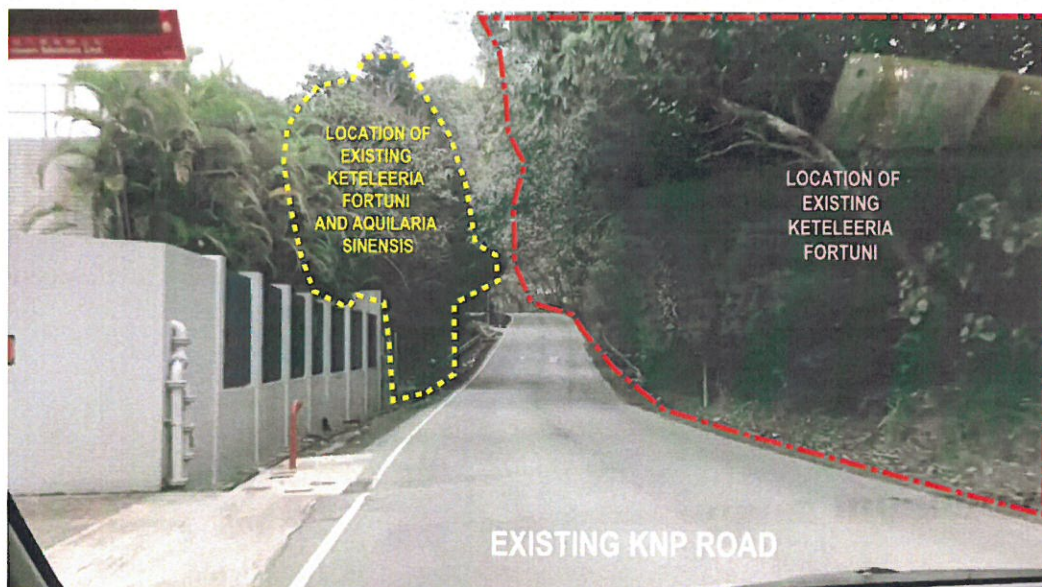 LOCATION OF
EXISTING
KETELEERIA
FORTUNI
AND AQUILARIA
SINENSIS
LOCATION OF
EXISTING
KETELEERIA
FORTUNI
EXISTING KNP ROAD